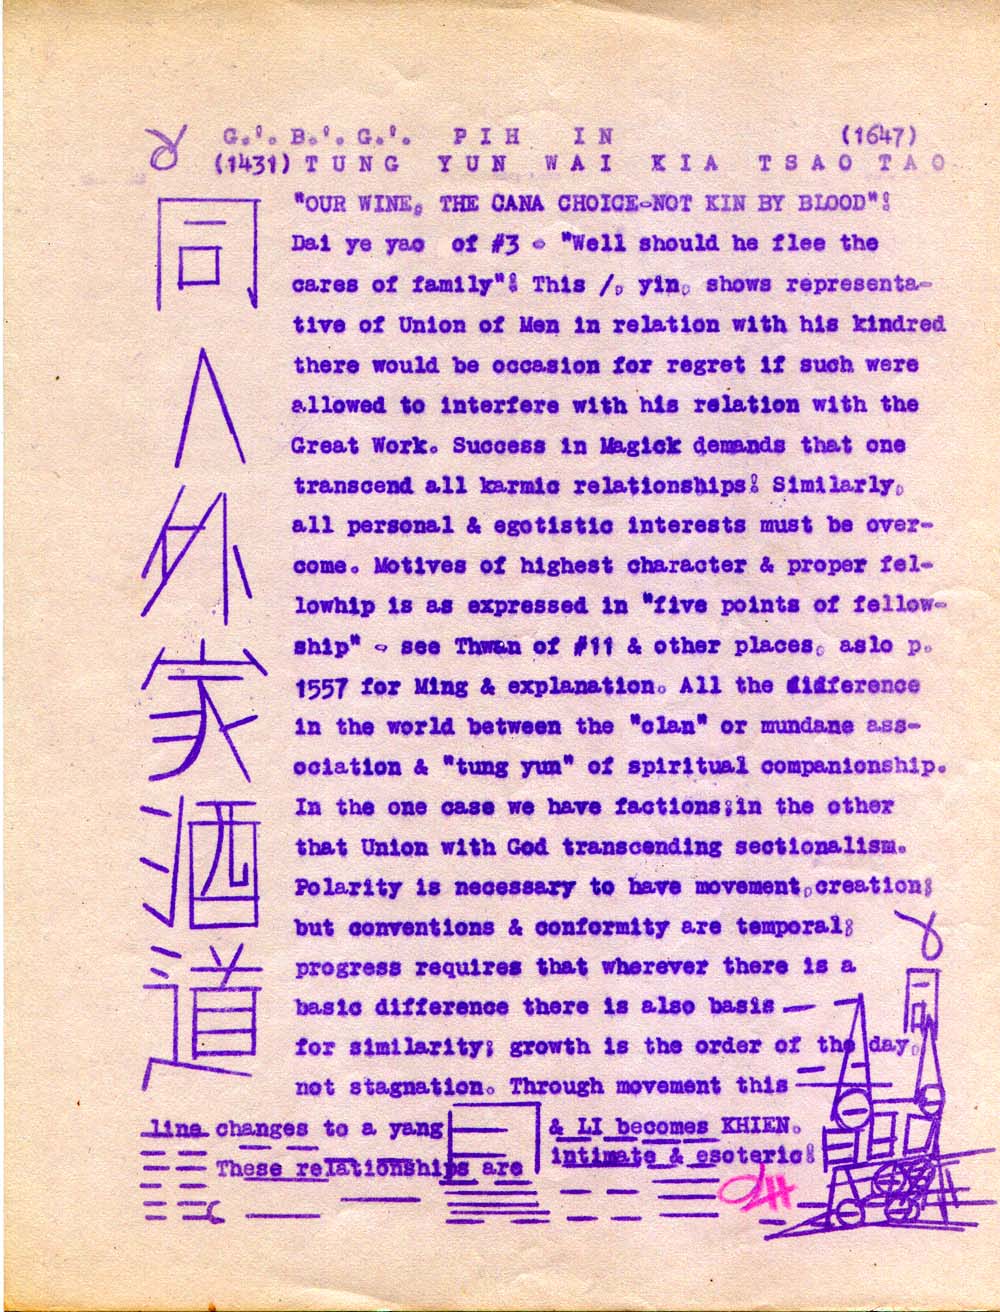 G.'. B.'. G.'. PIH IN (1647)
(1431) TUNG YUN WAI KIA TSAO TAO
同
人
外
家
酒
道
"OUR WINE, THE CANA CHOICE-NOT KIN BY BLOOD"!
Dai ye yao of #3 - "Well should he flee the
cares of family"! This /, yin, shows representa-
tive of Union of Men in relation with his kindred
there would be occasion for regret if such were
allowed to interfere with his relation with the
Great Work. Success in Magick demands that one
transcend all karmic relationships! Similarly,
all personal & egotistic interests must be over-
come. Motives of highest character & proper fel-
lowhip is as expressed in "five points of fellow-
ship" - see Thwan of #11 & other places, aslo p.
1557 for Ming & explanation. All the difference
in the world between the "clan" or mundane ass-
ociation & "tung yun" of spiritual companionship.
In the one case we have factions;in the other
that Union with God transcending sectionalism.
Polarity is necessary to have movement,creation;
but conventions & conformity are temporal;
progress requires that wherever there is a
basic difference there is also basis
for similarity; growth is the order of the day,
not stagnation. Through movement this
line changes to a yang & LI becomes KHIEN.
These relationships are intimate & esoteric!